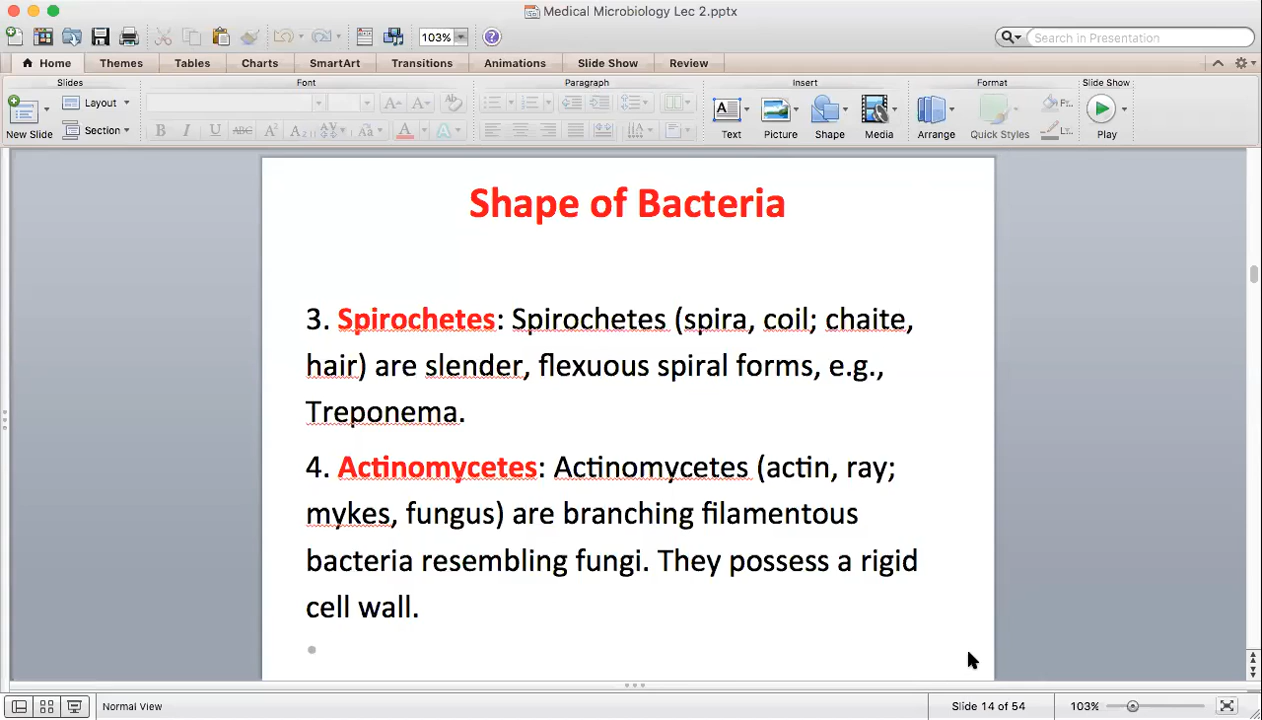 Medical Microbiology Lec 2.pptx
103%
Search in Presentation
Home Themes Tables Charts SmartArt Transitions Animations Slide Show Review
Slides Font Paragraph Insert Format Slide Show
New Slide Layout Section
B I U ABC A A Aa A A
Text Picture Shape Media Arrange Quick Styles Play
Shape of Bacteria
3. Spirochetes: Spirochetes (spira, coil; chaite,
hair) are slender, flexuous spiral forms, e.g.,
Treponema.
4. Actinomycetes: Actinomycetes (actin, ray;
mykes, fungus) are branching filamentous
bacteria resembling fungi. They possess a rigid
cell wall.
Normal View Slide 14 of 54 103%